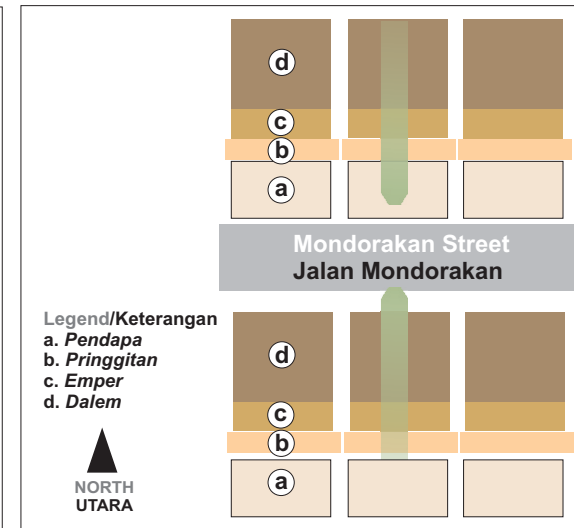 d
c
b
a
Mondorakan Street
Jalan Mondorakan
Legend/Keterangan
a. Pendapa
b. Pringgitan
c. Emper
d. Dalem
NORTH
UTARA
d
c
b
a